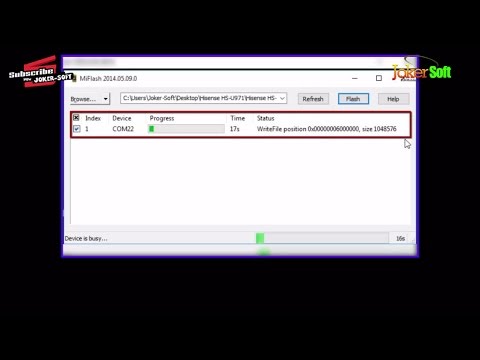 Subscribe
JOKER-SOFT
Joker Soft
MiFlash 2014.05.09.0
Browse...
C:\Users\Joker-Soft\Desktop\Hisense HS-U971\Hisense HS-
Refresh
Flash
Help
Index Device Progress Time Status
1 COM22 17s WriteFile position 0x00000006000000, size 1048576
Device is busy...
16s